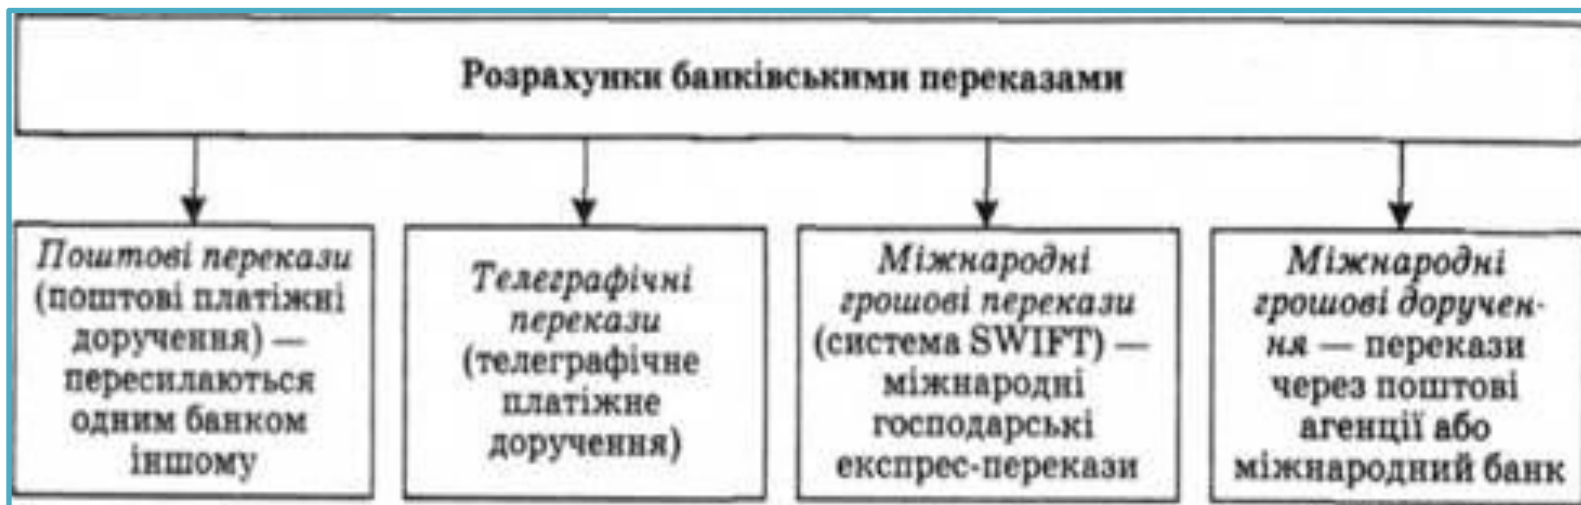 Розрахунки банківськими переказами
Поштові перекази
(поштові платіжні
доручення) —
пересилаються
одним банком
іншому
Телеграфічні
перекази
(телеграфічне
платіжне
доручення)
Міжнародні
грошові перекази
(система SWIFT) —
міжнародні
господарські
експрес-перекази
Міжнародні
грошові доручен-
ня — перекази
через поштові
агенції або
міжнародний банк